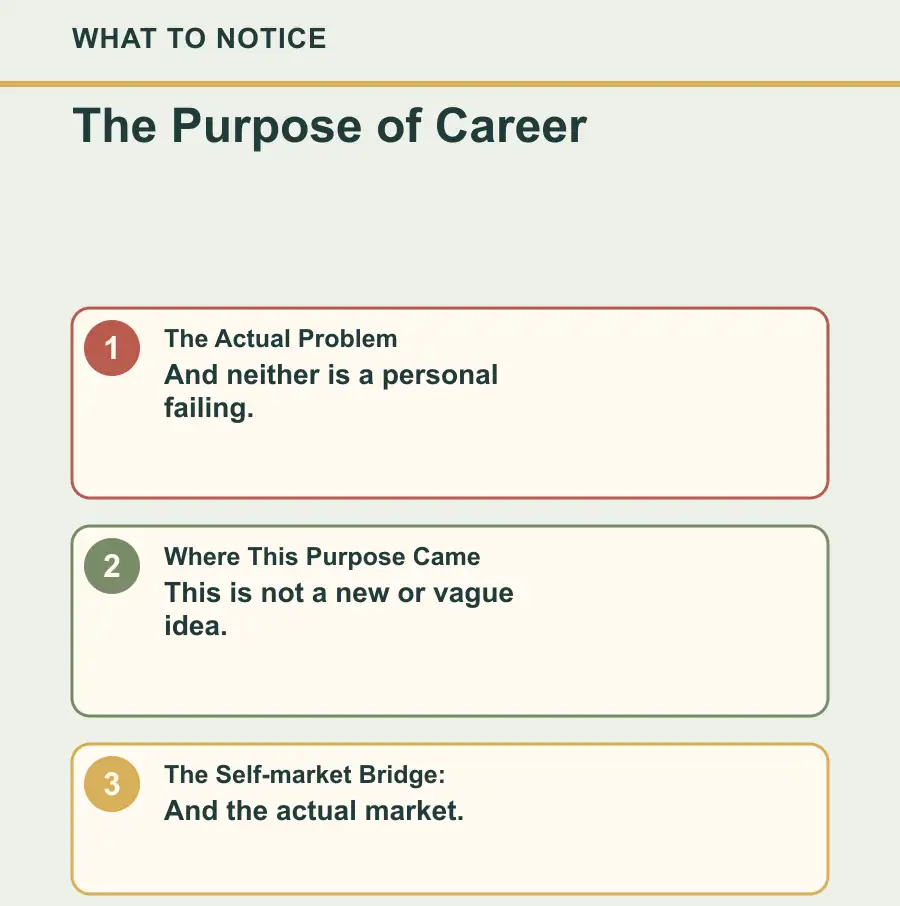 WHAT TO NOTICE
The Purpose of Career
1
The Actual Problem
And neither is a personal
failing.
2
Where This Purpose Came
This is not a new or vague
idea.
3
The Self-market Bridge:
And the actual market.